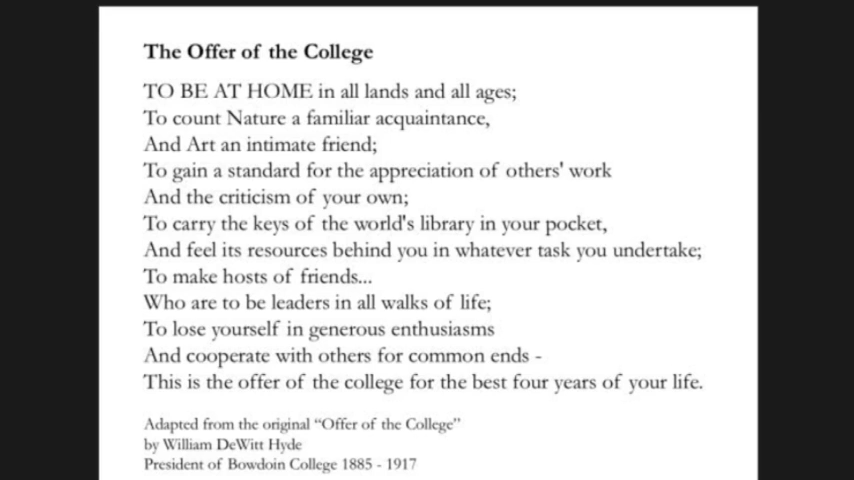 The Offer of the College
TO BE AT HOME in all lands and all ages;
To count Nature a familiar acquaintance,
And Art an intimate friend;
To gain a standard for the appreciation of others' work
And the criticism of your own;
To carry the keys of the world's library in your pocket,
And feel its resources behind you in whatever task you undertake;
To make hosts of friends...
Who are to be leaders in all walks of life;
To lose yourself in generous enthusiasms
And cooperate with others for common ends -
This is the offer of the college for the best four years of your life.
Adapted from the original “Offer of the College”
by William DeWitt Hyde
President of Bowdoin College 1885 - 1917